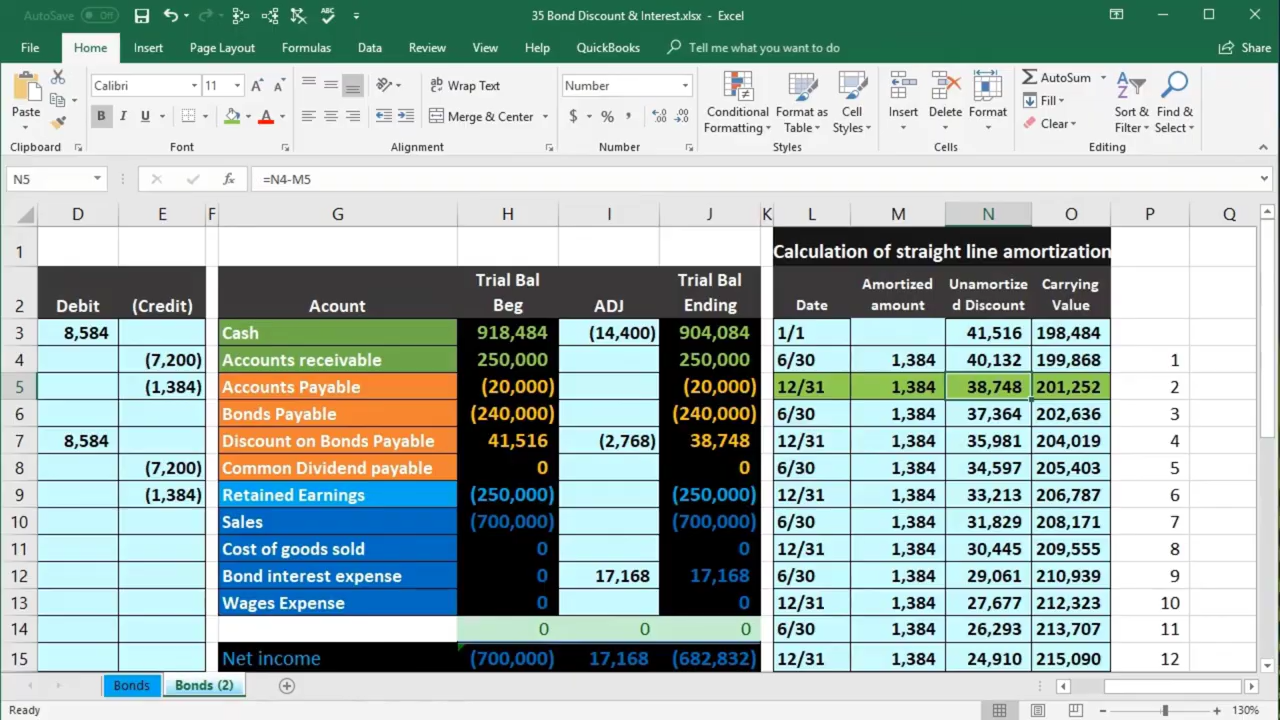 AutoSave Off 35 Bond Discount & Interest.xlsx - Excel
File Home Insert Page Layout Formulas Data Review View Help QuickBooks Tell me what you want to do Share
Calibri 11 Wrap Text Number AutoSum
Paste Conditional Format as Cell Insert Delete Format Fill Sort & Find &
B I U Merge & Center $ % , Formatting Table Styles Clear Filter Select
Clipboard Font Alignment Number Styles Cells Editing
N5 fx =N4-M5
D E F G H I J K L M N O P Q
1 Calculation of straight line amortization
Trial Bal Trial Bal Amortized Unamortize Carrying
2 Debit (Credit) Acount Beg ADJ Ending Date amount d Discount Value
3 8,584 Cash 918,484 (14,400) 904,084 1/1 41,516 198,484
4 (7,200) Accounts receivable 250,000 250,000 6/30 1,384 40,132 199,868 1
5 (1,384) Accounts Payable (20,000) (20,000) 12/31 1,384 38,748 201,252 2
6 Bonds Payable (240,000) (240,000) 6/30 1,384 37,364 202,636 3
7 8,584 Discount on Bonds Payable 41,516 (2,768) 38,748 12/31 1,384 35,981 204,019 4
8 (7,200) Common Dividend payable 0 0 6/30 1,384 34,597 205,403 5
9 (1,384) Retained Earnings (250,000) (250,000) 12/31 1,384 33,213 206,787 6
10 Sales (700,000) (700,000) 6/30 1,384 31,829 208,171 7
11 Cost of goods sold 0 0 12/31 1,384 30,445 209,555 8
12 Bond interest expense 0 17,168 17,168 6/30 1,384 29,061 210,939 9
13 Wages Expense 0 0 12/31 1,384 27,677 212,323 10
14 0 0 0 6/30 1,384 26,293 213,707 11
15 Net income (700,000) 17,168 (682,832) 12/31 1,384 24,910 215,090 12
Bonds Bonds (2)
Ready 130%